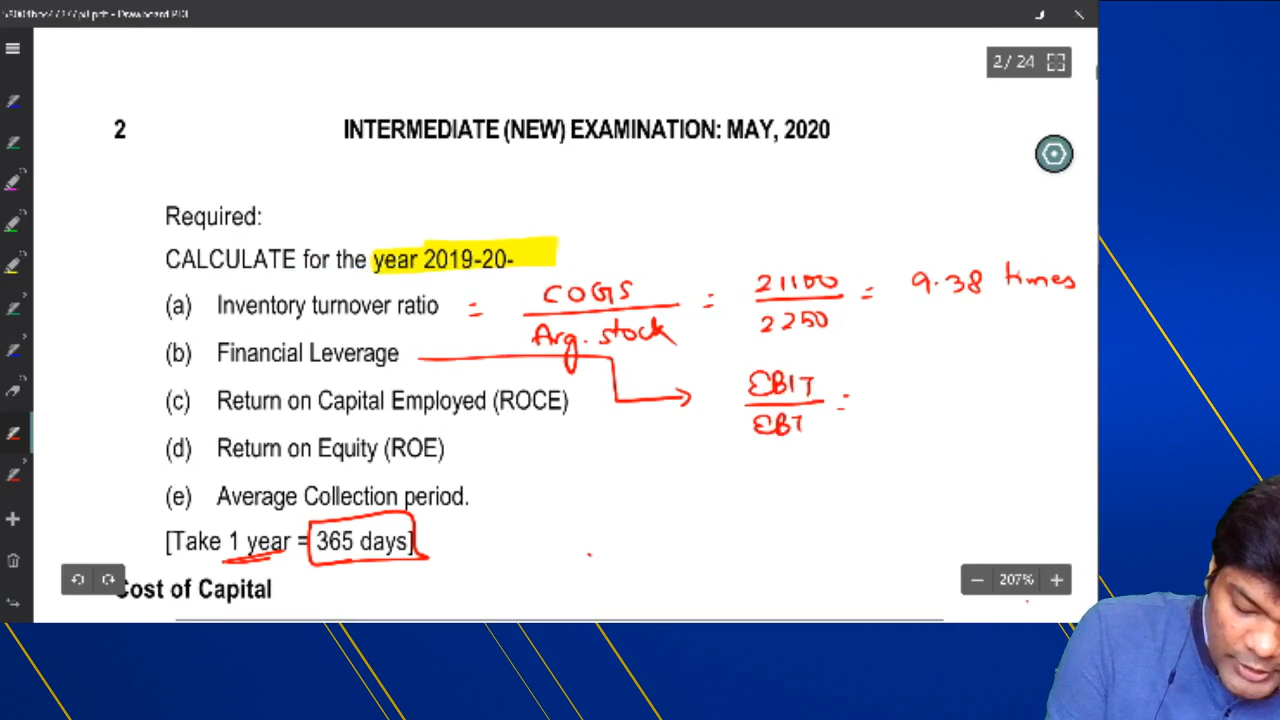 2/24
2 INTERMEDIATE (NEW) EXAMINATION: MAY, 2020
Required:
CALCULATE for the year 2019-20-
(a) Inventory turnover ratio = COGS / Avg. stock = 21100 / 2250 = 9.38 times
(b) Financial Leverage → EBIT / EBT =
(c) Return on Capital Employed (ROCE)
(d) Return on Equity (ROE)
(e) Average Collection period.
[Take 1 year = 365 days]
Cost of Capital
207%